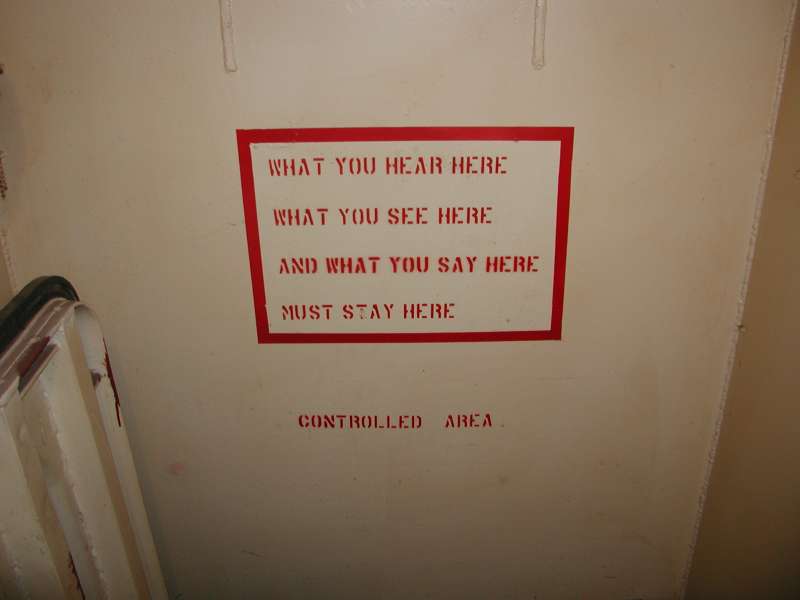 WHAT YOU HEAR HERE
WHAT YOU SEE HERE
AND WHAT YOU SAY HERE
MUST STAY HERE
CONTROLLED AREA